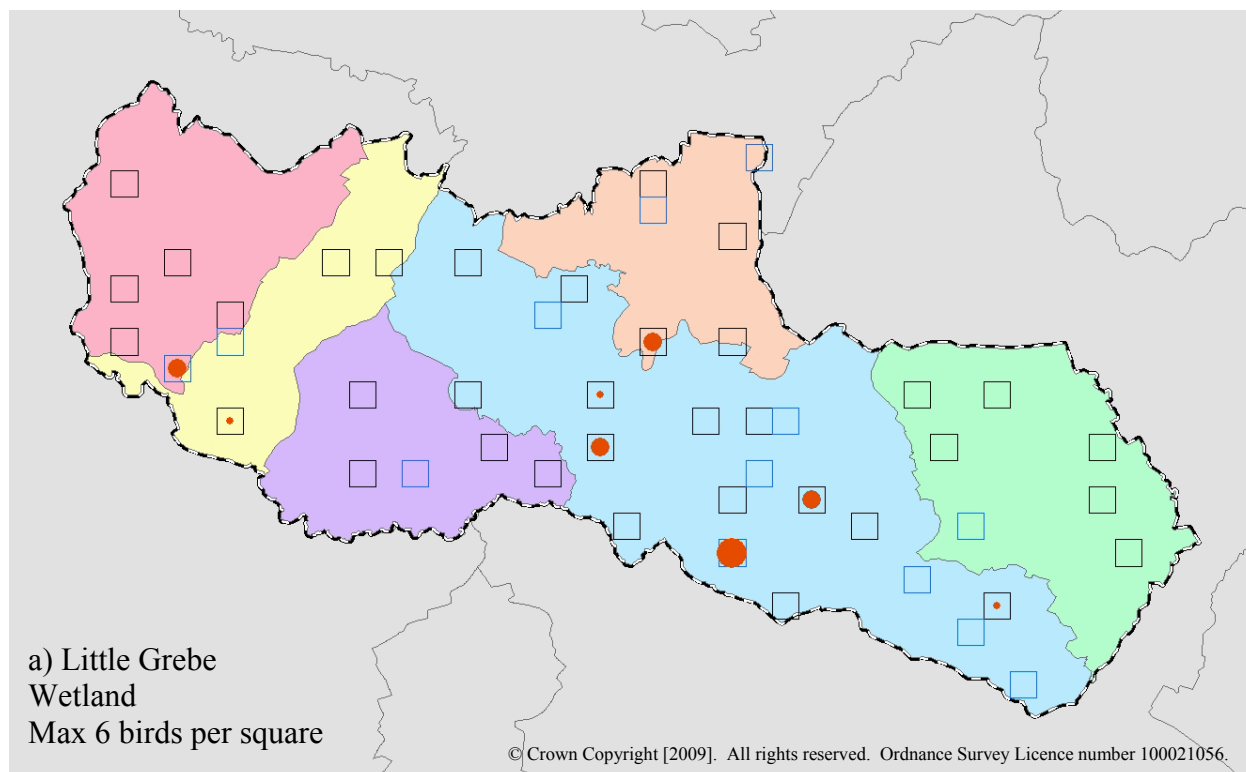 a) Little Grebe
Wetland
Max 6 birds per square
© Crown Copyright [2009]. All rights reserved. Ordnance Survey Licence number 100021056.